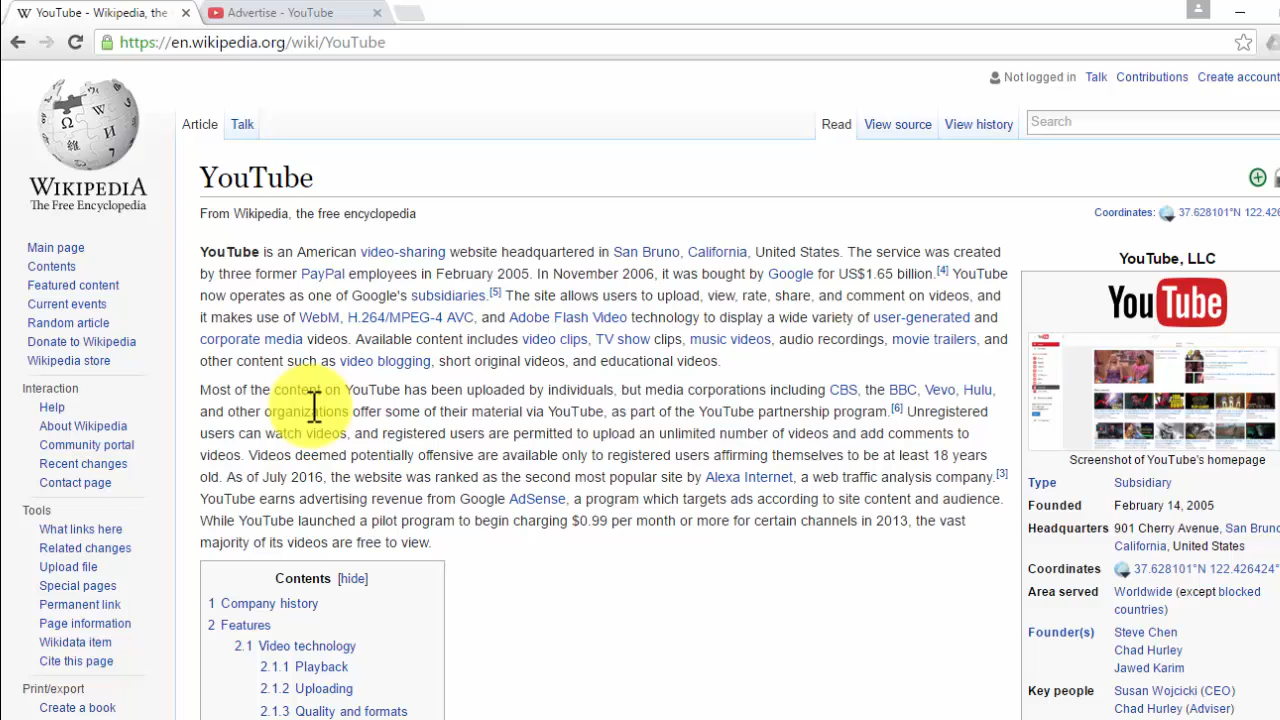 YouTube - Wikipedia, the
Advertise - YouTube
https://en.wikipedia.org/wiki/YouTube
Not logged in Talk Contributions Create account
Article Talk Read View source View history Search
WIKIPEDIA
The Free Encyclopedia
Main page
Contents
Featured content
Current events
Random article
Donate to Wikipedia
Wikipedia store
Interaction
Help
About Wikipedia
Community portal
Recent changes
Contact page
Tools
What links here
Related changes
Upload file
Special pages
Permanent link
Page information
Wikidata item
Cite this page
Print/export
Create a book
YouTube
From Wikipedia, the free encyclopedia
Coordinates: 37.628101°N 122.426
YouTube is an American video-sharing website headquartered in San Bruno, California, United States. The service was created
by three former PayPal employees in February 2005. In November 2006, it was bought by Google for US$1.65 billion.[4] YouTube
now operates as one of Google's subsidiaries.[5] The site allows users to upload, view, rate, share, and comment on videos, and
it makes use of WebM, H.264/MPEG-4 AVC, and Adobe Flash Video technology to display a wide variety of user-generated and
corporate media videos. Available content includes video clips, TV show clips, music videos, audio recordings, movie trailers, and
other content such as video blogging, short original videos, and educational videos.
Most of the content on YouTube has been uploaded by individuals, but media corporations including CBS, the BBC, Vevo, Hulu,
and other organizations offer some of their material via YouTube, as part of the YouTube partnership program.[6] Unregistered
users can watch videos, and registered users are permitted to upload an unlimited number of videos and add comments to
videos. Videos deemed potentially offensive are available only to registered users affirming themselves to be at least 18 years
old. As of July 2016, the website was ranked as the second most popular site by Alexa Internet, a web traffic analysis company.[3]
YouTube earns advertising revenue from Google AdSense, a program which targets ads according to site content and audience.
While YouTube launched a pilot program to begin charging $0.99 per month or more for certain channels in 2013, the vast
majority of its videos are free to view.
Contents [hide]
1 Company history
2 Features
2.1 Video technology
2.1.1 Playback
2.1.2 Uploading
2.1.3 Quality and formats
YouTube, LLC
YouTube
Screenshot of YouTube's homepage
Type Subsidiary
Founded February 14, 2005
Headquarters 901 Cherry Avenue, San Bruno
California, United States
Coordinates 37.628101°N 122.426424°
Area served Worldwide (except blocked
countries)
Founder(s) Steve Chen
Chad Hurley
Jawed Karim
Key people Susan Wojcicki (CEO)
Chad Hurley (Adviser)